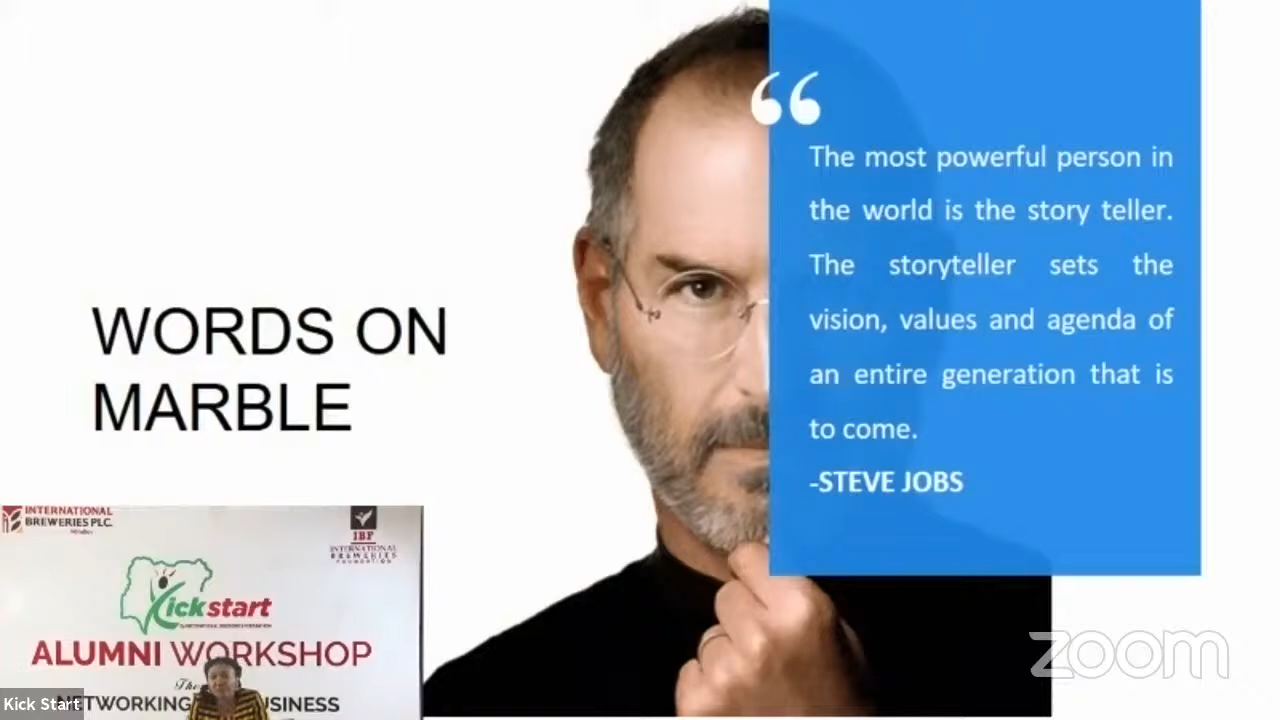 “
The most powerful person in
the world is the story teller.
The storyteller sets the
vision, values and agenda of
an entire generation that is
to come.
-STEVE JOBS
WORDS ON
MARBLE
INTERNATIONAL
BREWERIES PLC.
IBF
INTERNATIONAL
BREWERIES
FOUNDATION
Kickstart
ALUMNI WORKSHOP
NETWORKING
Kick Start
zoom